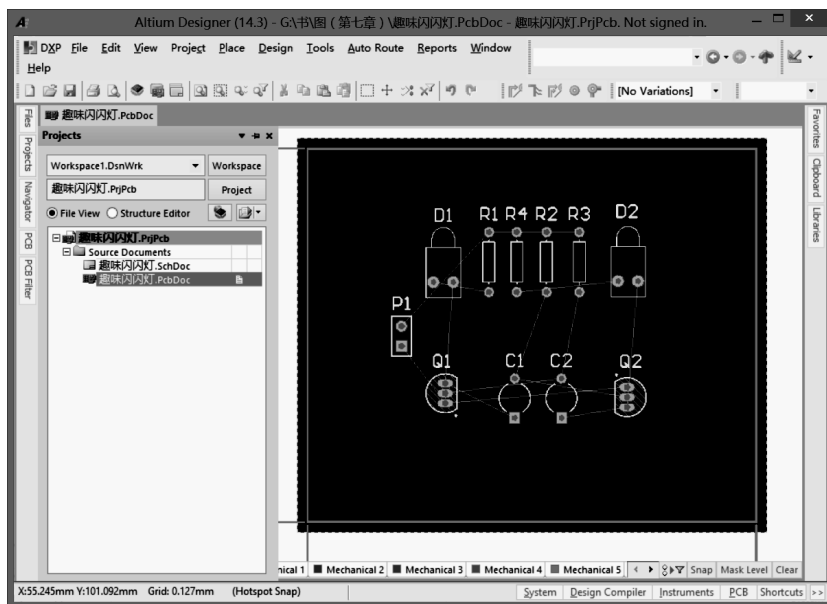 Altium Designer (14.3) - G:\书\图 ( 第七章 ) \趣味闪闪灯.PcbDoc - 趣味闪闪灯.PrjPcb. Not signed in.
DXP File Edit View Project Place Design Tools Auto Route Reports Window
Help
[No Variations]
趣味闪闪灯.PcbDoc
Files
Projects
Navigator
PCB
PCB Filter
Projects
Workspace1.DsnWrk Workspace
趣味闪闪灯.PrjPcb Project
File View Structure Editor
趣味闪闪灯.PrjPcb
Source Documents
趣味闪闪灯.SchDoc
趣味闪闪灯.PcbDoc
D1 R1 R4 R2 R3 D2
P1
Q1 C1 C2 Q2
Favorites
Clipboard
Libraries
nical 1 Mechanical 2 Mechanical 3 Mechanical 4 Mechanical 5 Snap Mask Level Clear
X:55.245mm Y:101.092mm Grid: 0.127mm (Hotspot Snap) System Design Compiler Instruments PCB Shortcuts >>